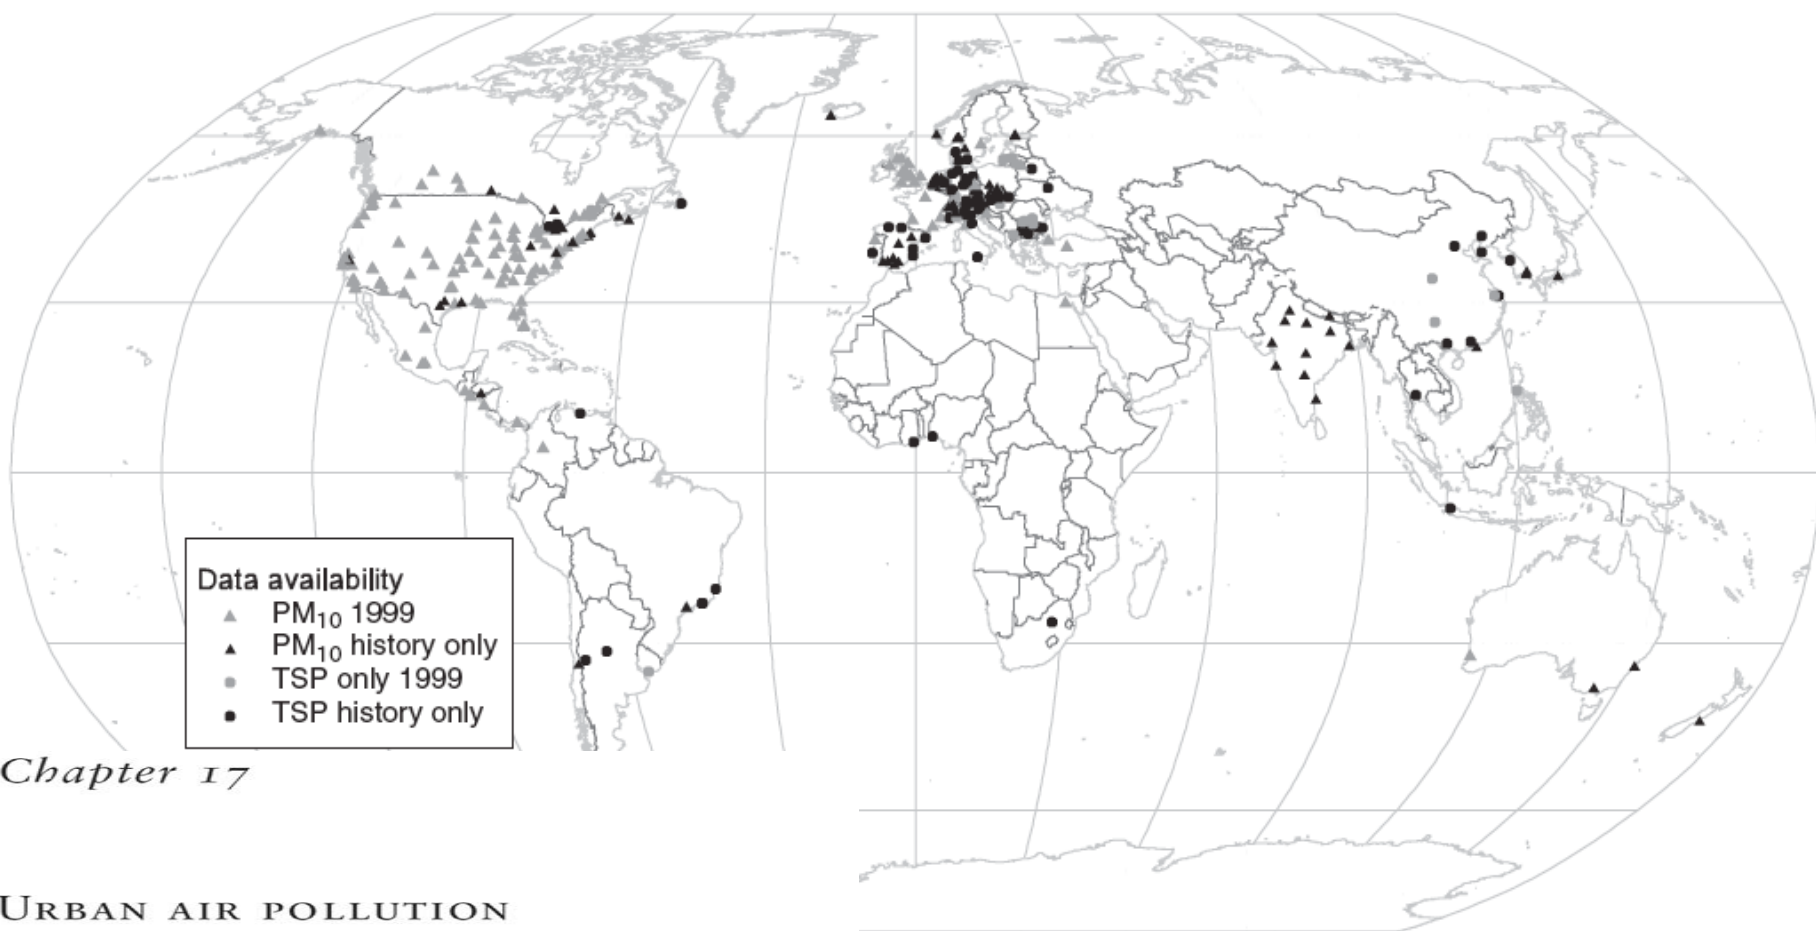 Data availability
PM10 1999
PM10 history only
TSP only 1999
TSP history only
Chapter 17
URBAN AIR POLLUTION